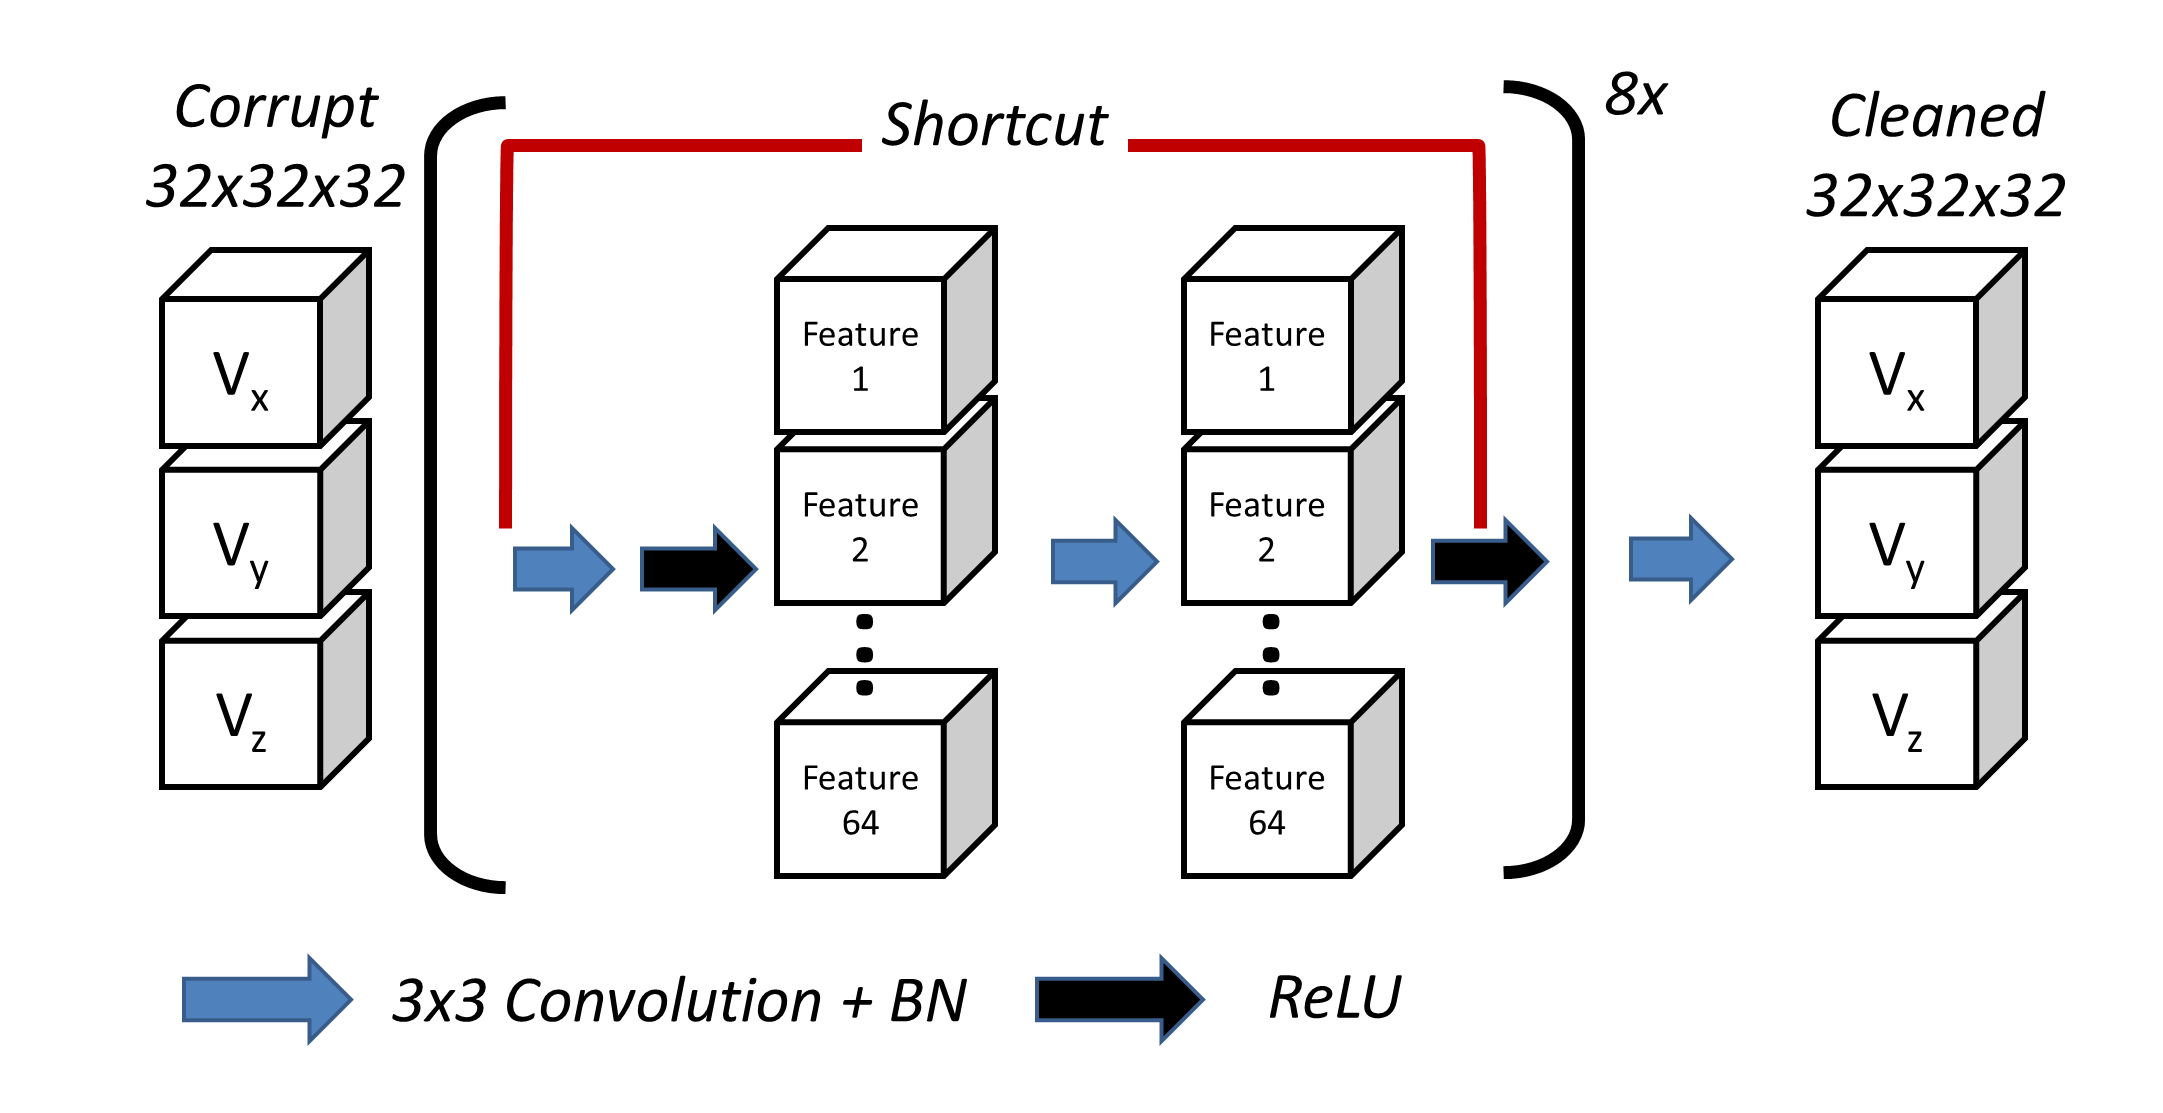 Corrupt
32x32x32
Vx
Vy
Vz
Shortcut
8x
Feature
1
Feature
2
Feature
64
Feature
1
Feature
2
Feature
64
Cleaned
32x32x32
Vx
Vy
Vz
3x3 Convolution + BN
ReLU